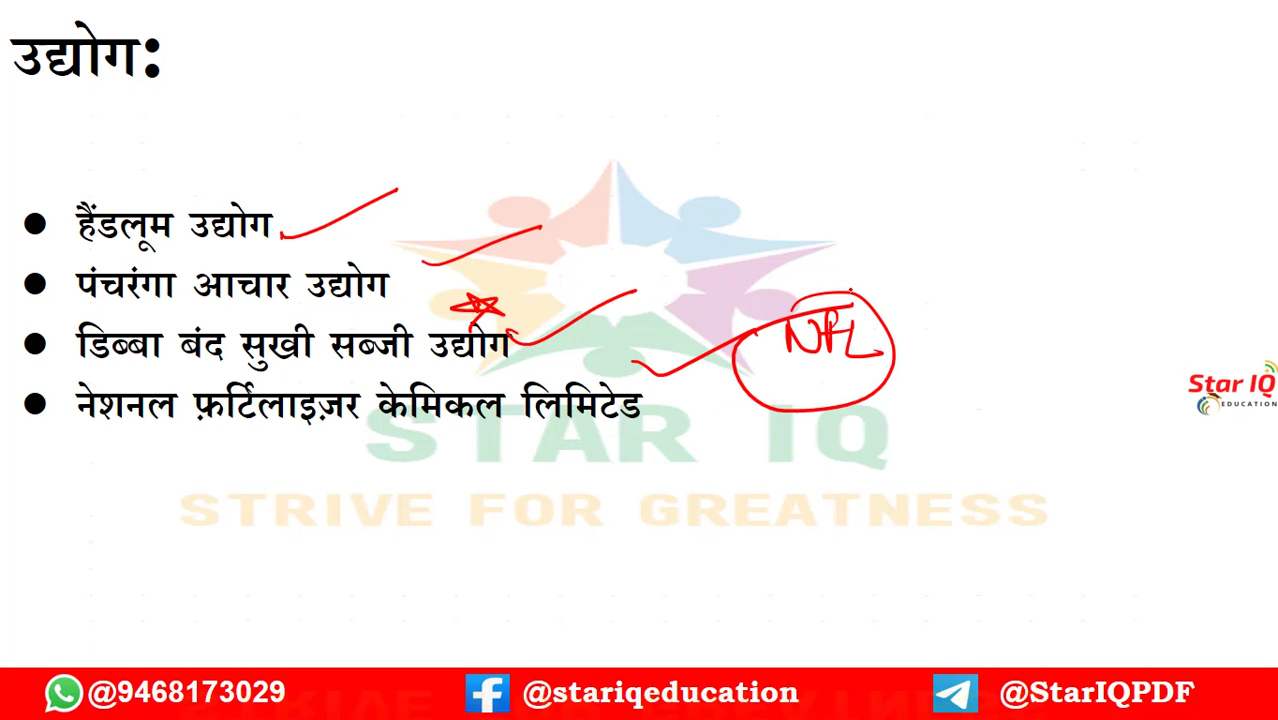 उद्योग:
● हैंडलूम उद्योग
● पंचरंगा आचार उद्योग
● डिब्बा बंद सुखी सब्जी उद्योग
● नेशनल फ़र्टिलाइज़र केमिकल लिमिटेड
NFL
Star IQ
EDUCATION
STAR IQ
STRIVE FOR GREATNESS
@9468173029
@stariqeducation
@StarIQPDF